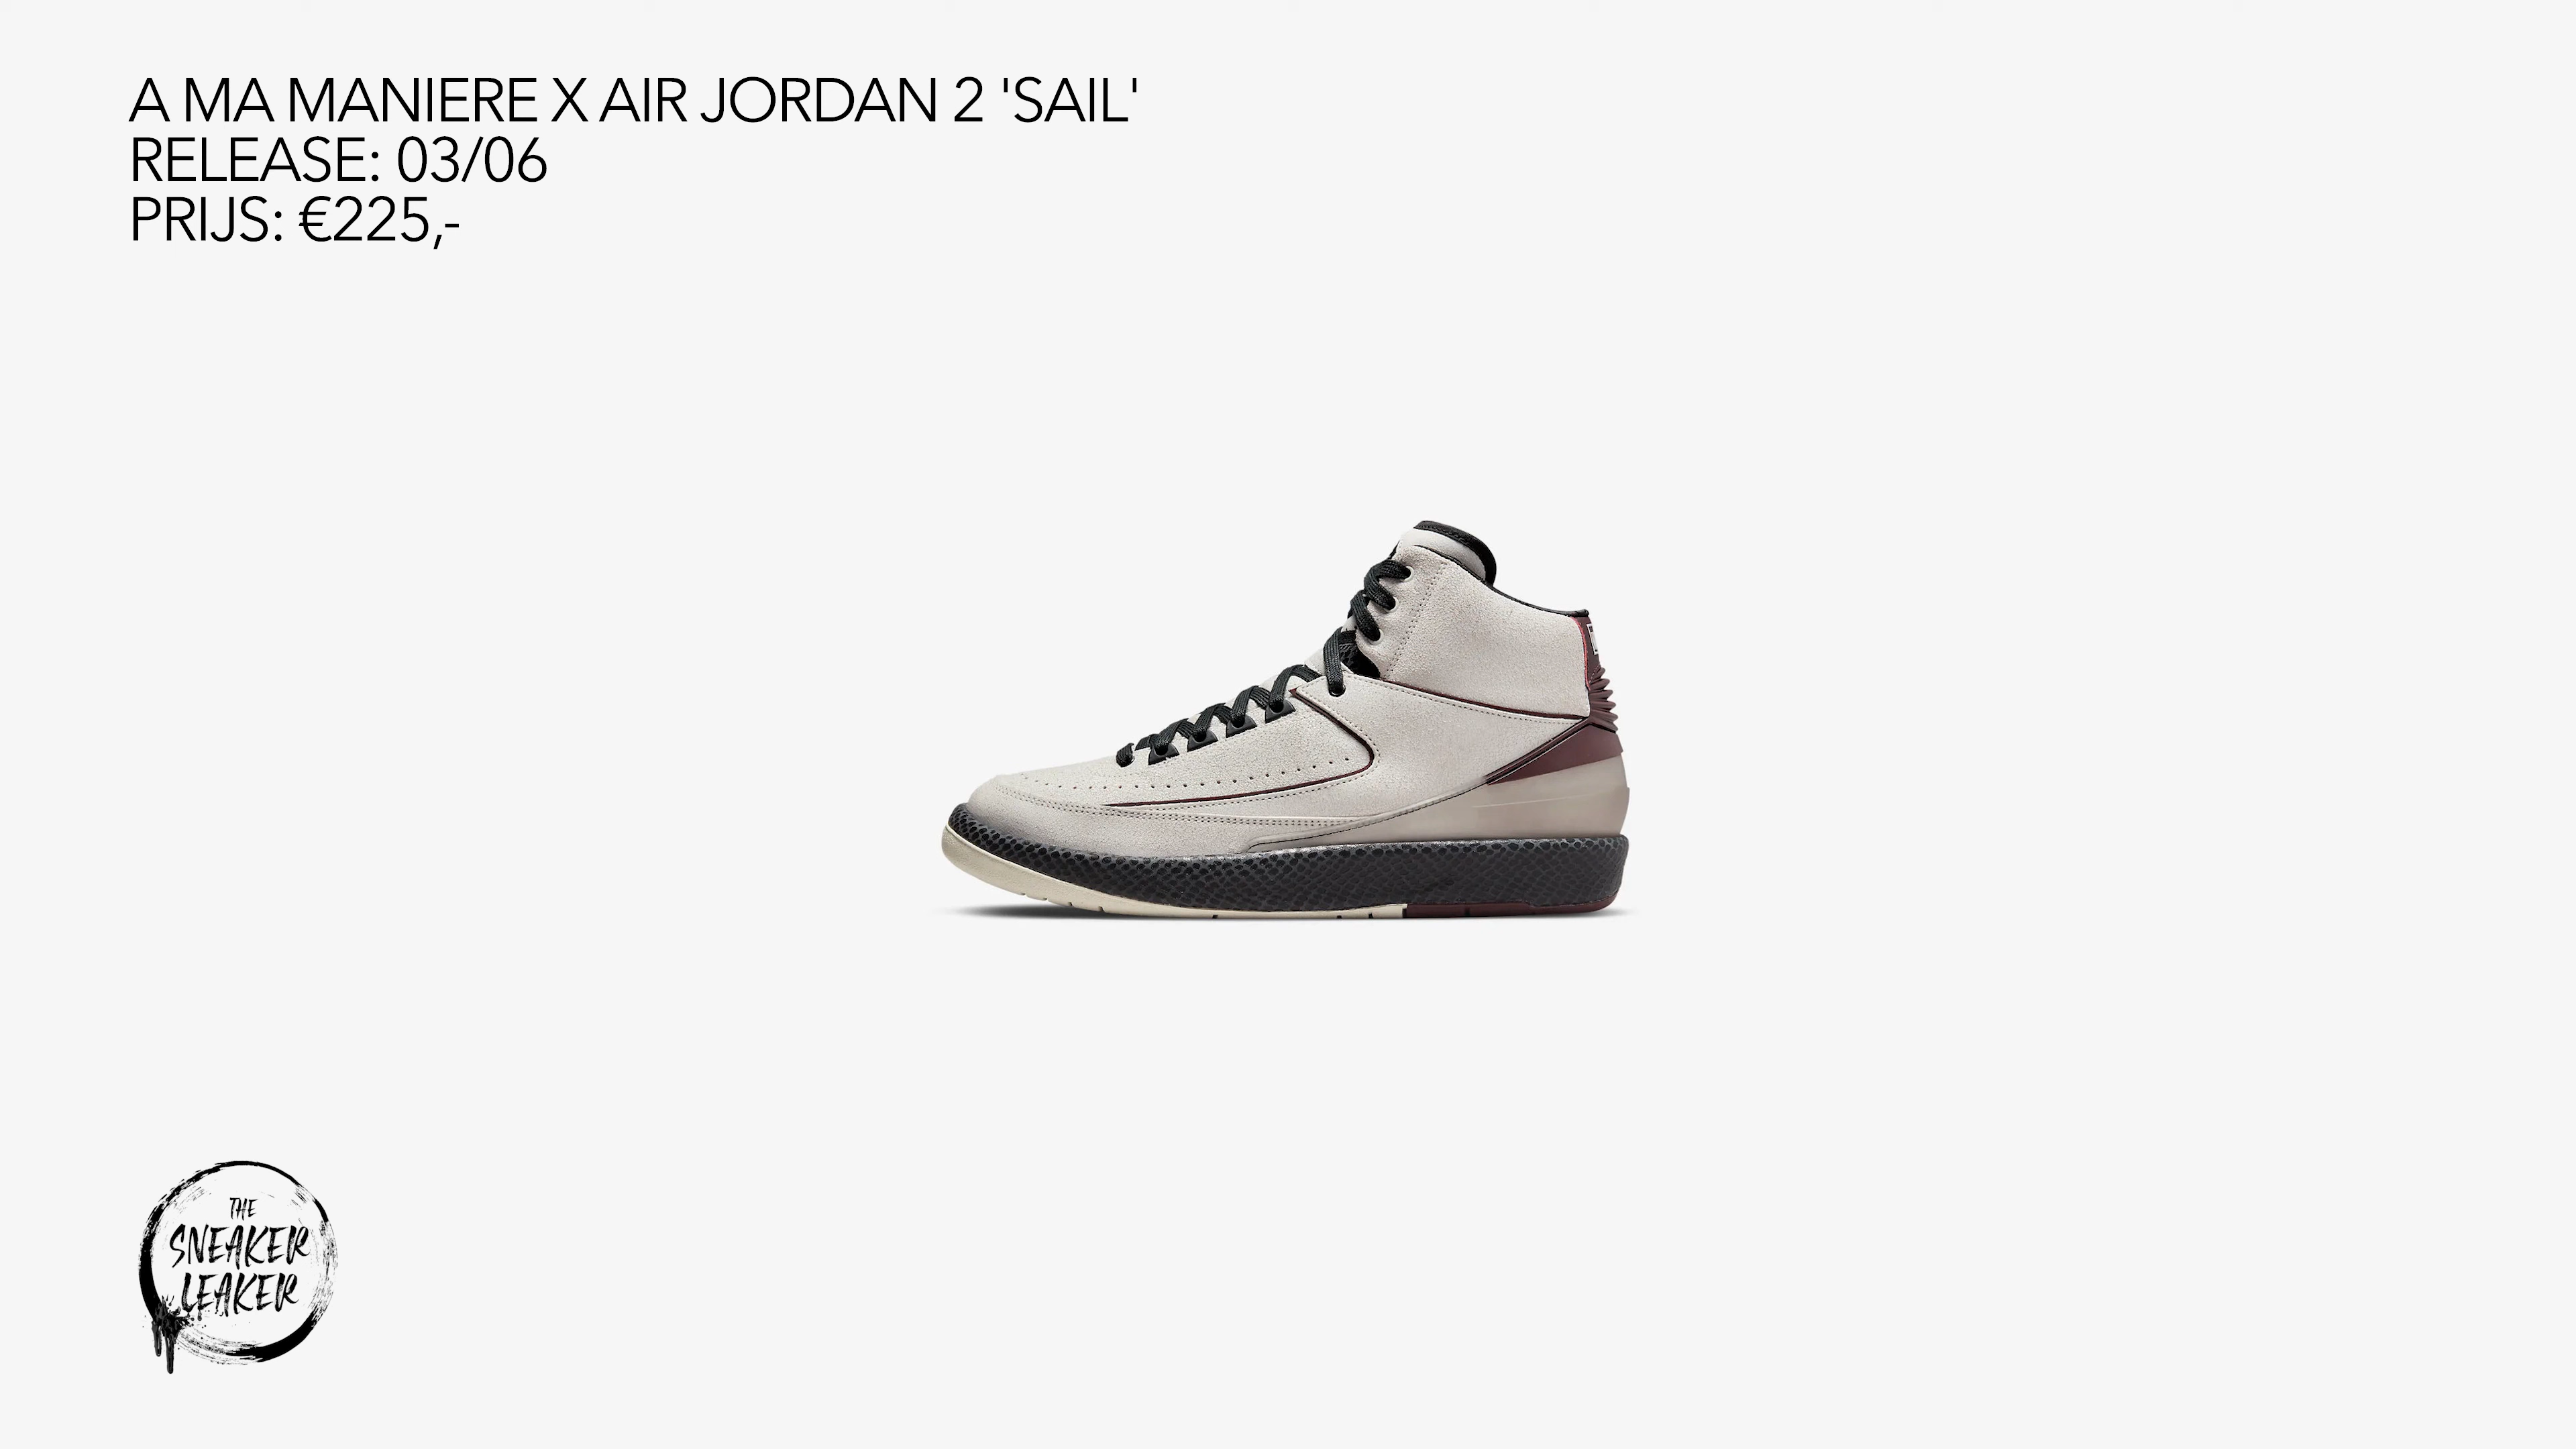 A MA MANIERE X AIR JORDAN 2 'SAIL'
RELEASE: 03/06
PRIJS: €225,-
THE
SNEAKER
LEAKER